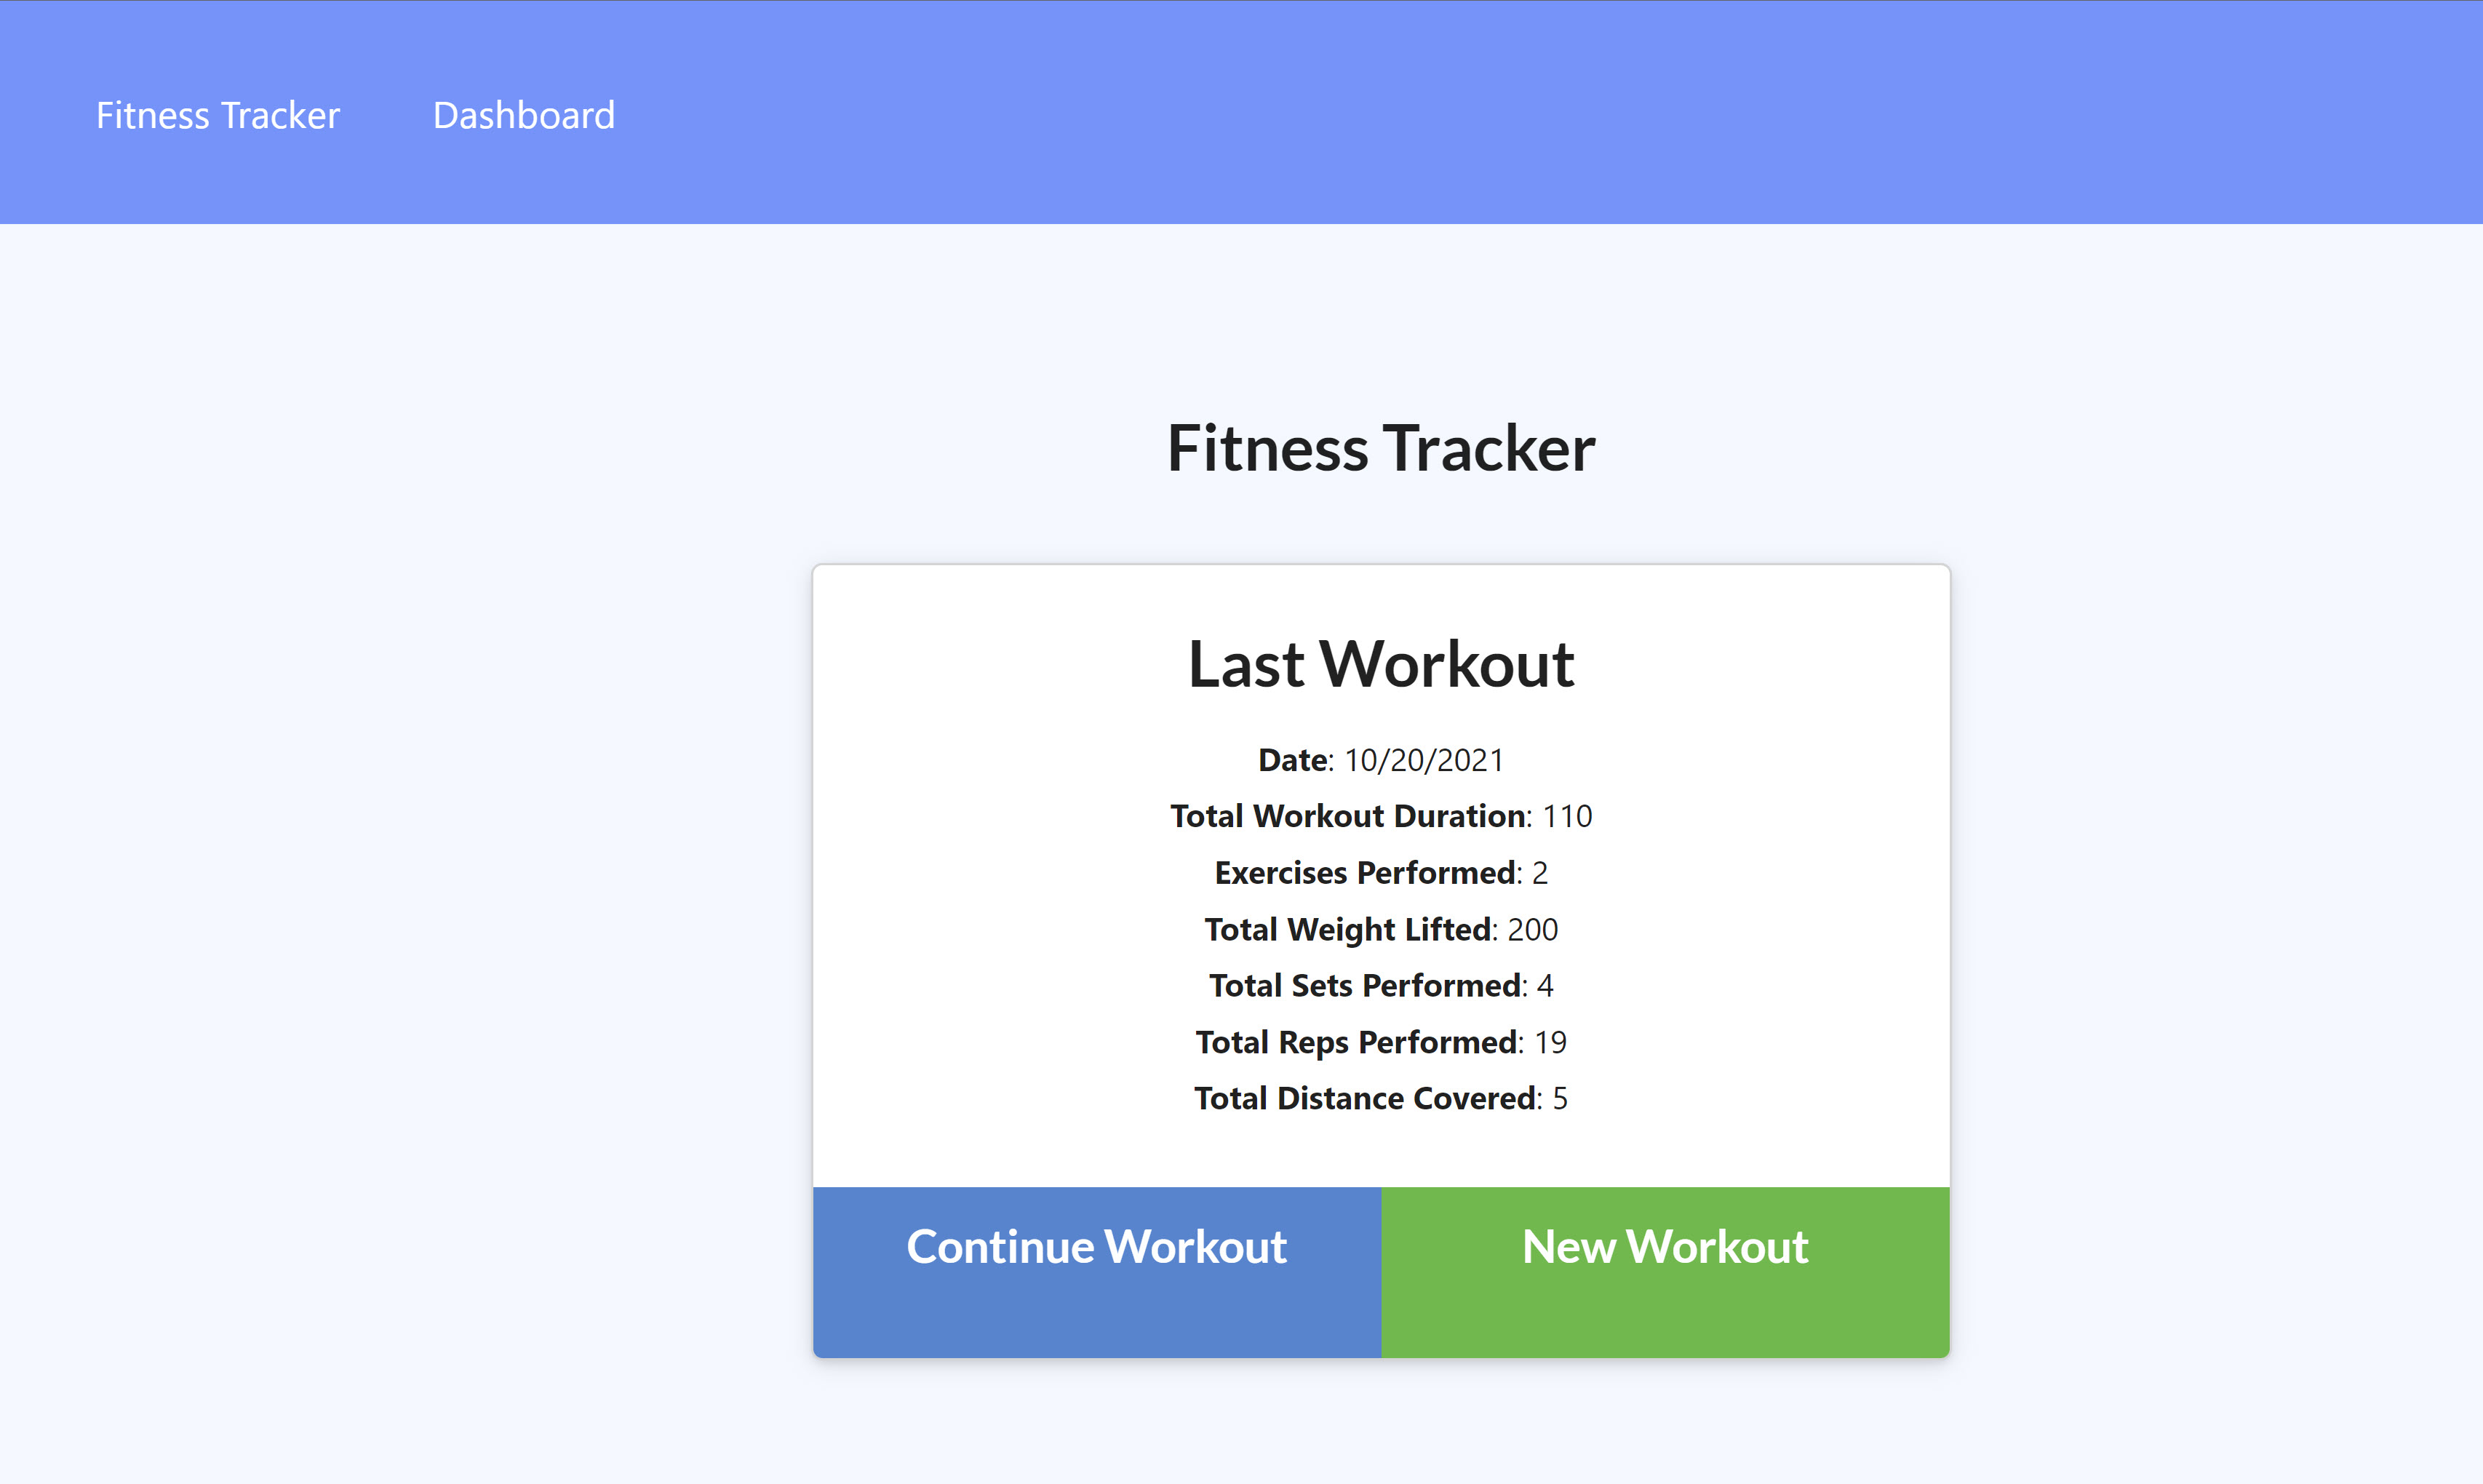 Fitness Tracker Dashboard
Fitness Tracker
Last Workout
Date: 10/20/2021
Total Workout Duration: 110
Exercises Performed: 2
Total Weight Lifted: 200
Total Sets Performed: 4
Total Reps Performed: 19
Total Distance Covered: 5
Continue Workout New Workout